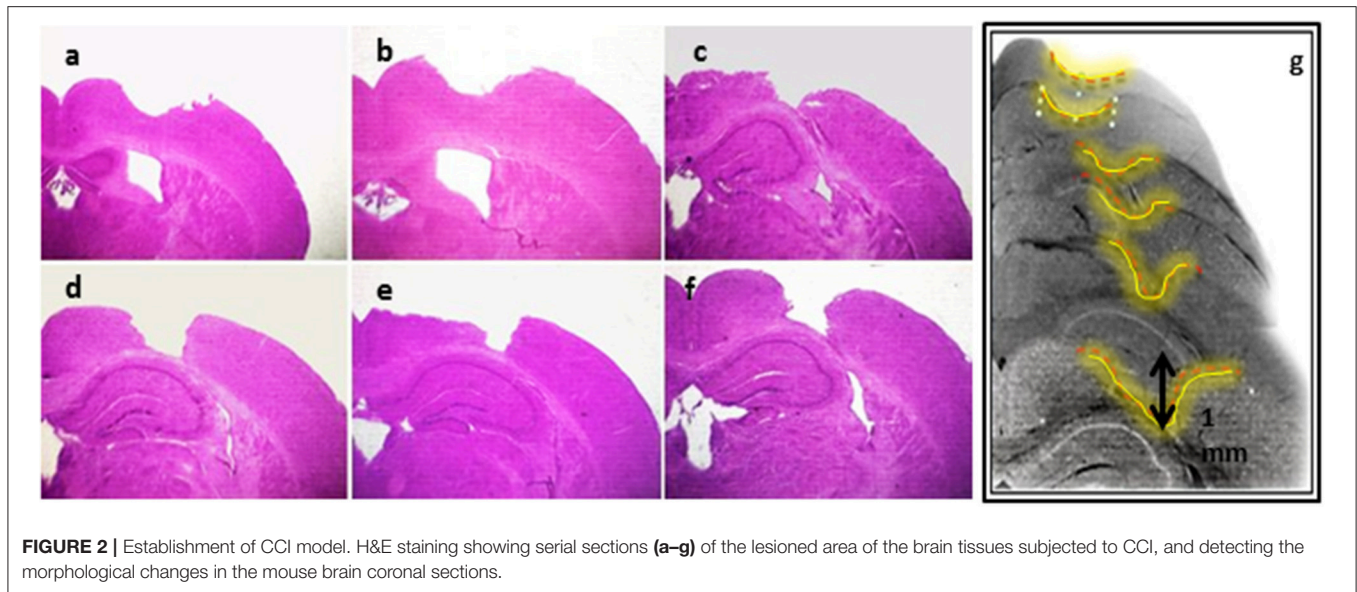 a
b
c
g
d
e
f
1
mm
FIGURE 2 | Establishment of CCI model. H&E staining showing serial sections (a–g) of the lesioned area of the brain tissues subjected to CCI, and detecting the
morphological changes in the mouse brain coronal sections.